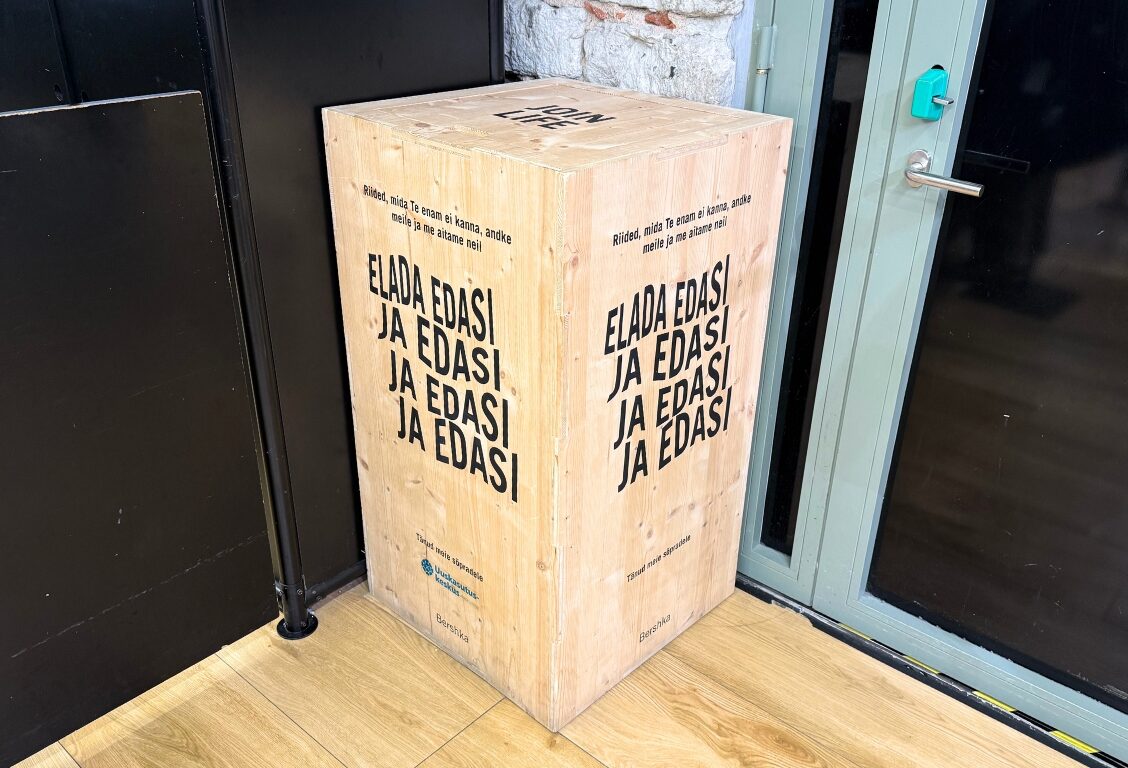 JOIN
LIFE
Riided, mida Te enam ei kanna, andke
meile ja me aitame neil
ELADA EDASI
JA EDASI
JA EDASI
JA EDASI
Tänud meie sõpradele
Uuskasutus-
keskus
Bershka
Riided, mida Te enam ei kanna, andke
meile ja me aitame neil
ELADA EDASI
JA EDASI
JA EDASI
JA EDASI
Tänud meie sõpradele
Bershka